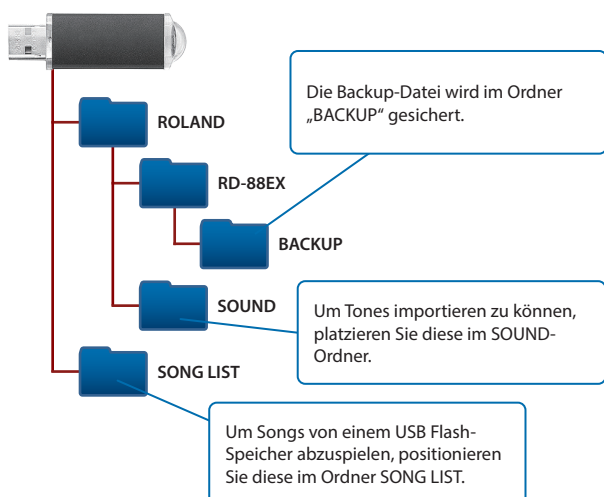 Die Backup-Datei wird im Ordner
„BACKUP“ gesichert.
ROLAND
RD-88EX
BACKUP
SOUND
Um Tones importieren zu können,
platzieren Sie diese im SOUND-
Ordner.
SONG LIST
Um Songs von einem USB Flash-
Speicher abzuspielen, positionieren
Sie diese im Ordner SONG LIST.